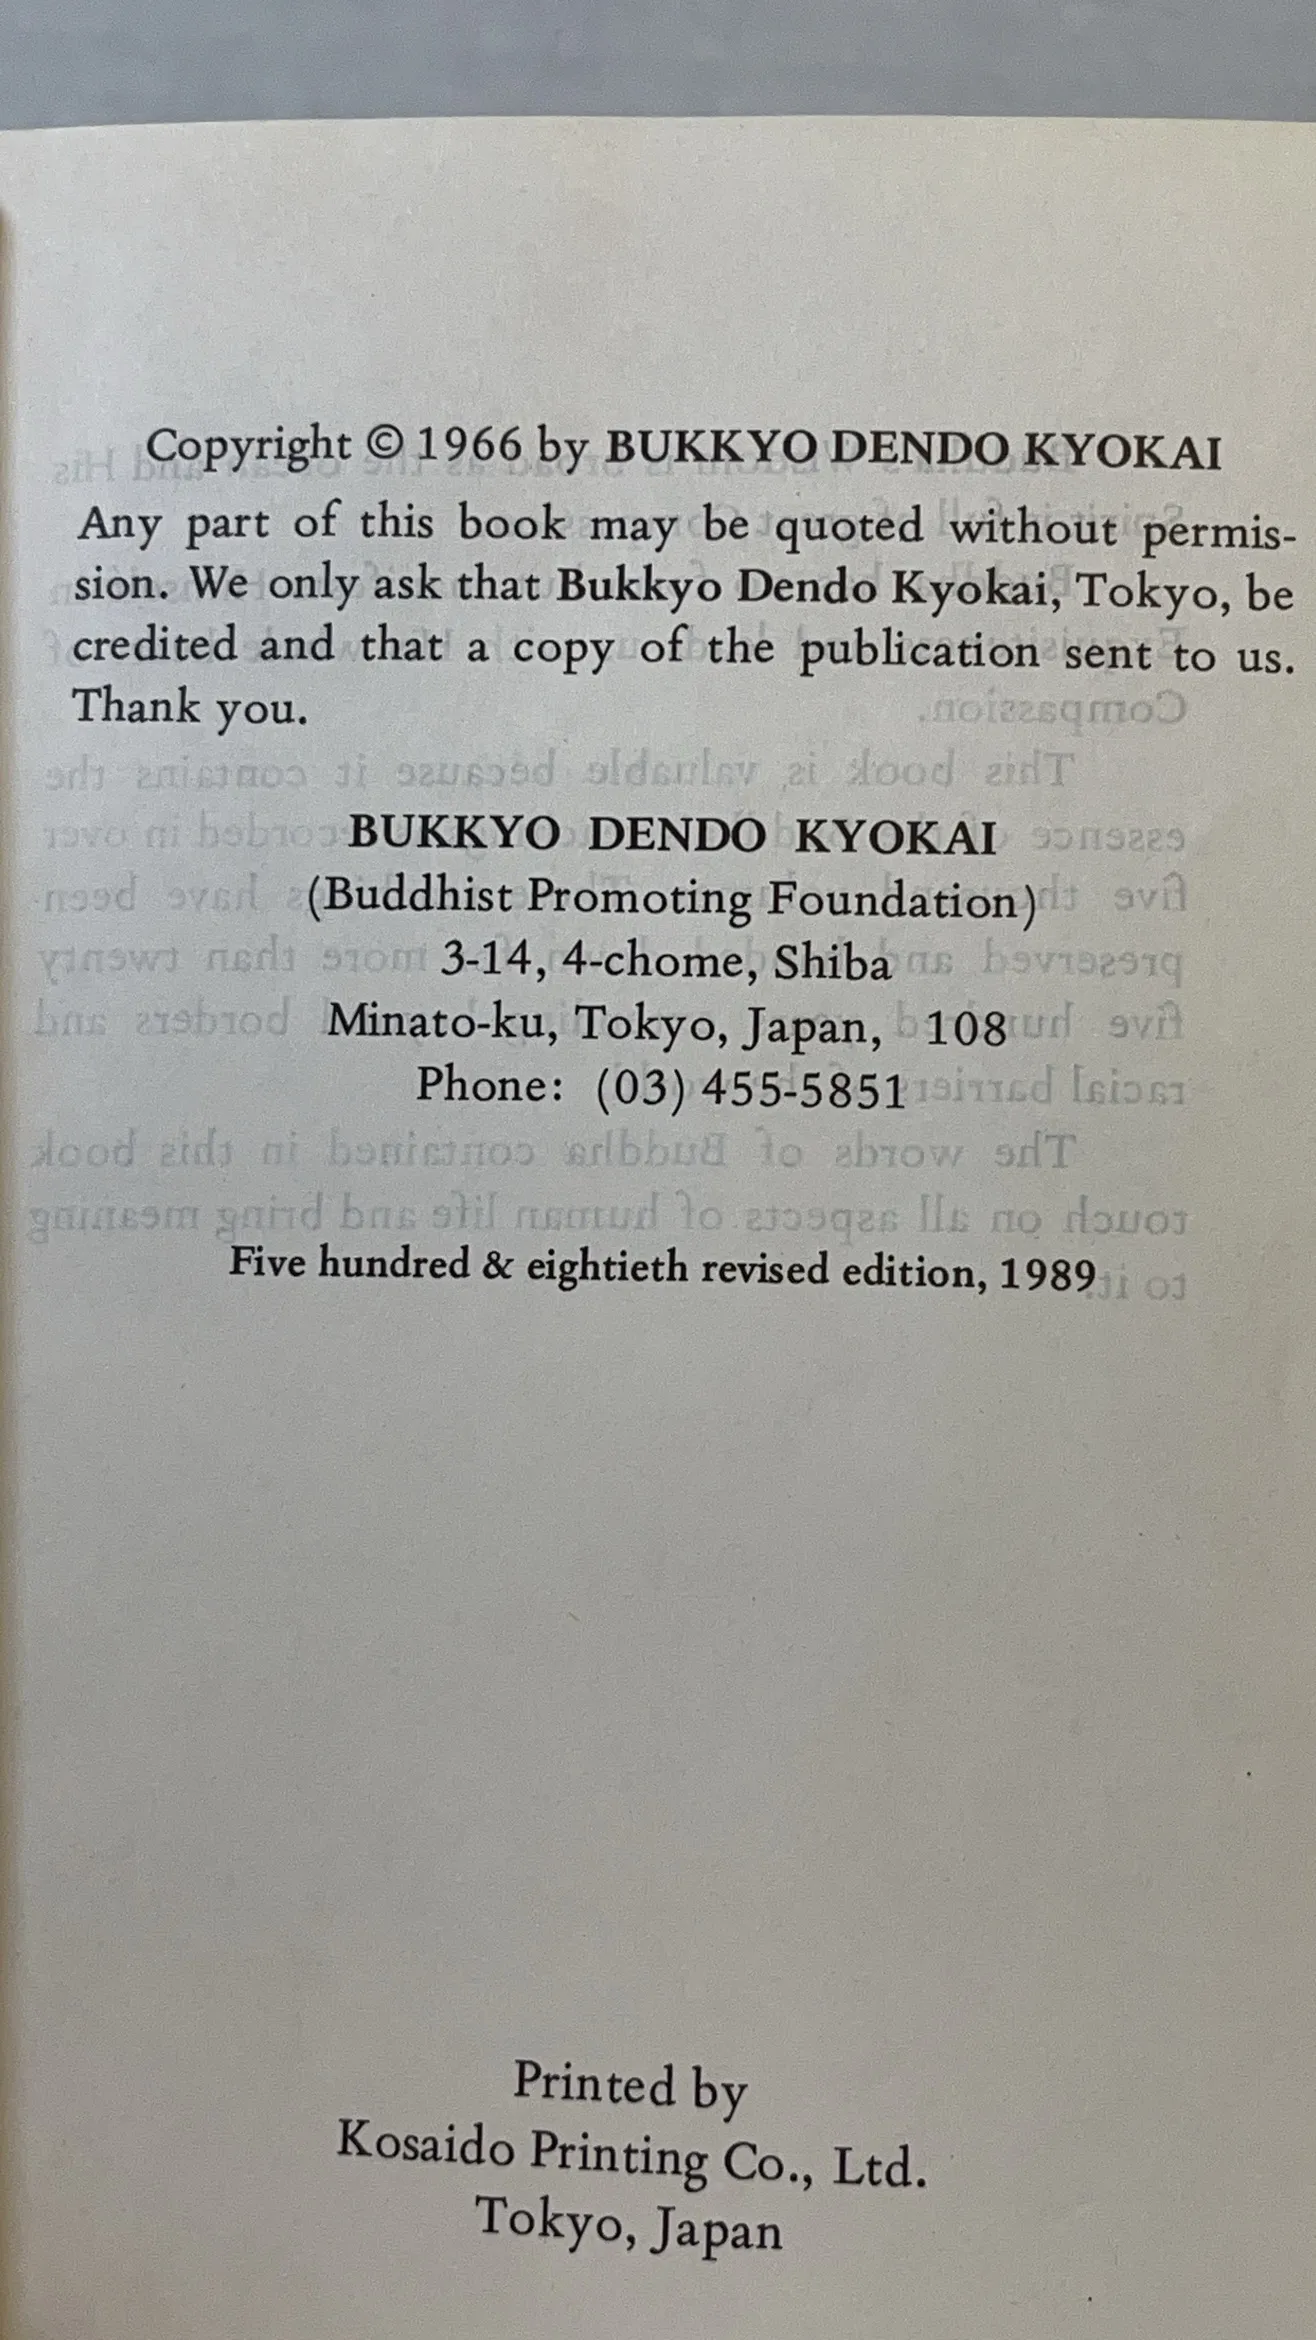 Copyright © 1966 by BUKKYO DENDO KYOKAI
Any part of this book may be quoted without permis-
sion. We only ask that Bukkyo Dendo Kyokai, Tokyo, be
credited and that a copy of the publication sent to us.
Thank you.
BUKKYO DENDO KYOKAI
(Buddhist Promoting Foundation)
3-14, 4-chome, Shiba
Minato-ku, Tokyo, Japan, 108
Phone: (03) 455-5851
Five hundred & eightieth revised edition, 1989
Printed by
Kosaido Printing Co., Ltd.
Tokyo, Japan